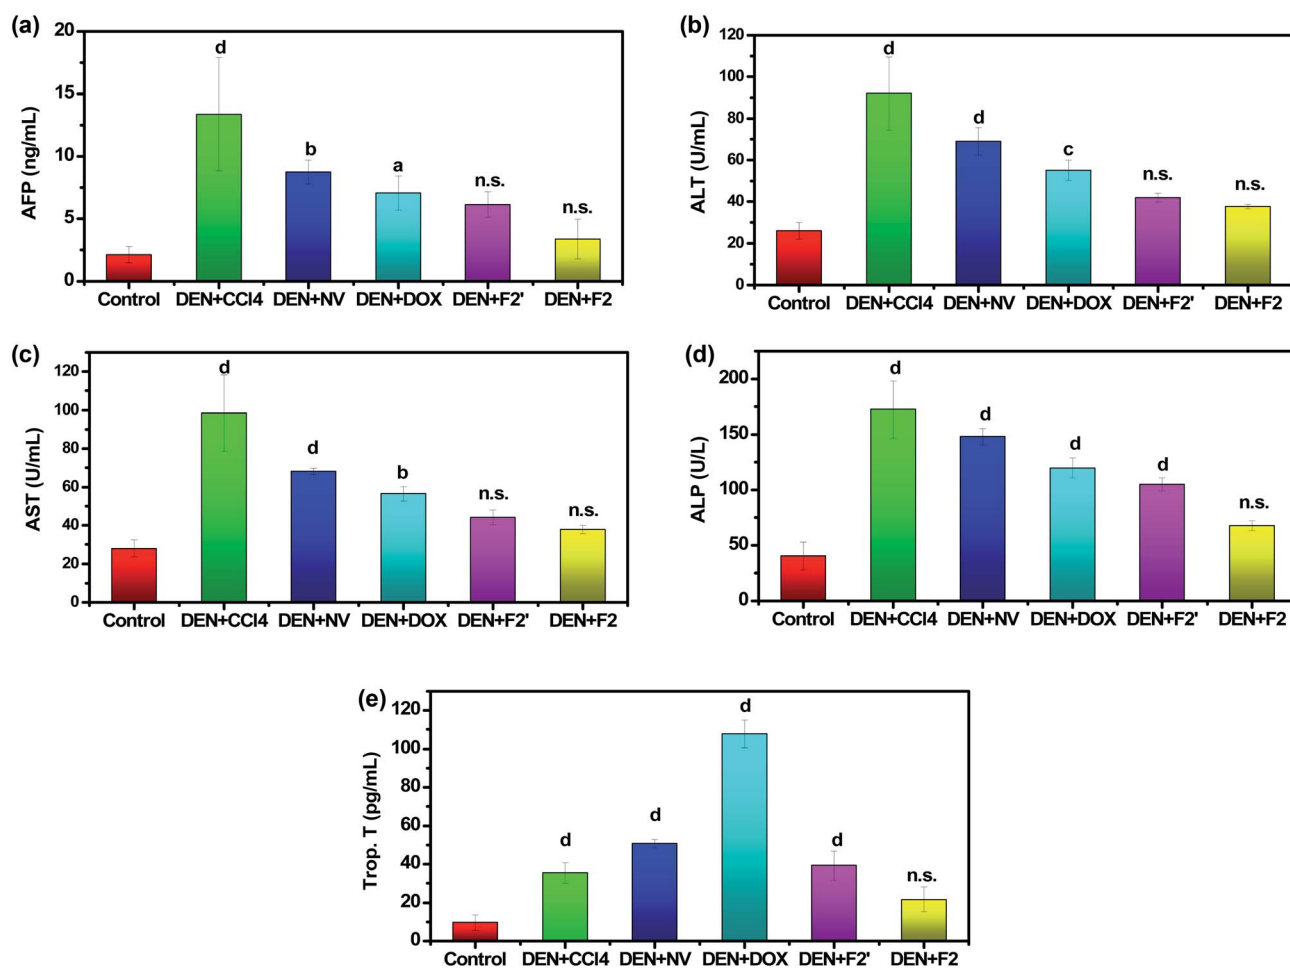 (a)
AFP (ng/mL)
20
15
10
5
0
d
b
a
n.s.
n.s.
Control DEN+CCl4 DEN+NV DEN+DOX DEN+F2' DEN+F2
(b)
ALT (U/mL)
120
100
80
60
40
20
0
d
d
c
n.s.
n.s.
Control DEN+CCl4 DEN+NV DEN+DOX DEN+F2' DEN+F2
(c)
AST (U/mL)
120
100
80
60
40
20
0
d
d
b
n.s.
n.s.
Control DEN+CCl4 DEN+NV DEN+DOX DEN+F2' DEN+F2
(d)
ALP (U/L)
200
150
100
50
0
d
d
d
d
n.s.
Control DEN+CCl4 DEN+NV DEN+DOX DEN+F2' DEN+F2
(e)
Trop. T (pg/mL)
120
100
80
60
40
20
0
d
d
d
d
n.s.
Control DEN+CCl4 DEN+NV DEN+DOX DEN+F2' DEN+F2